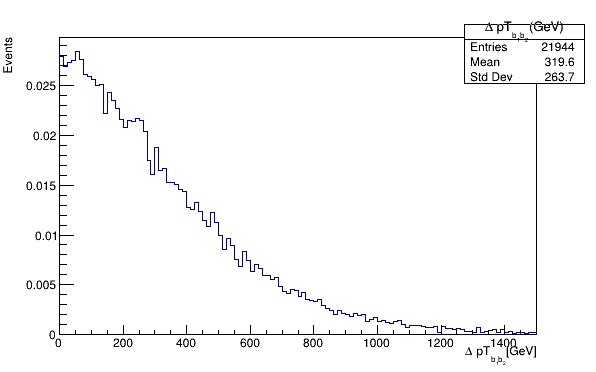 Δ pT_b₁b₂ (GeV)
Entries 21944
Mean 319.6
Std Dev 263.7
Events
0.025
0.02
0.015
0.01
0.005
0
0 200 400 600 800 1000 1200 1400
Δ pT_b₁b₂ [GeV]